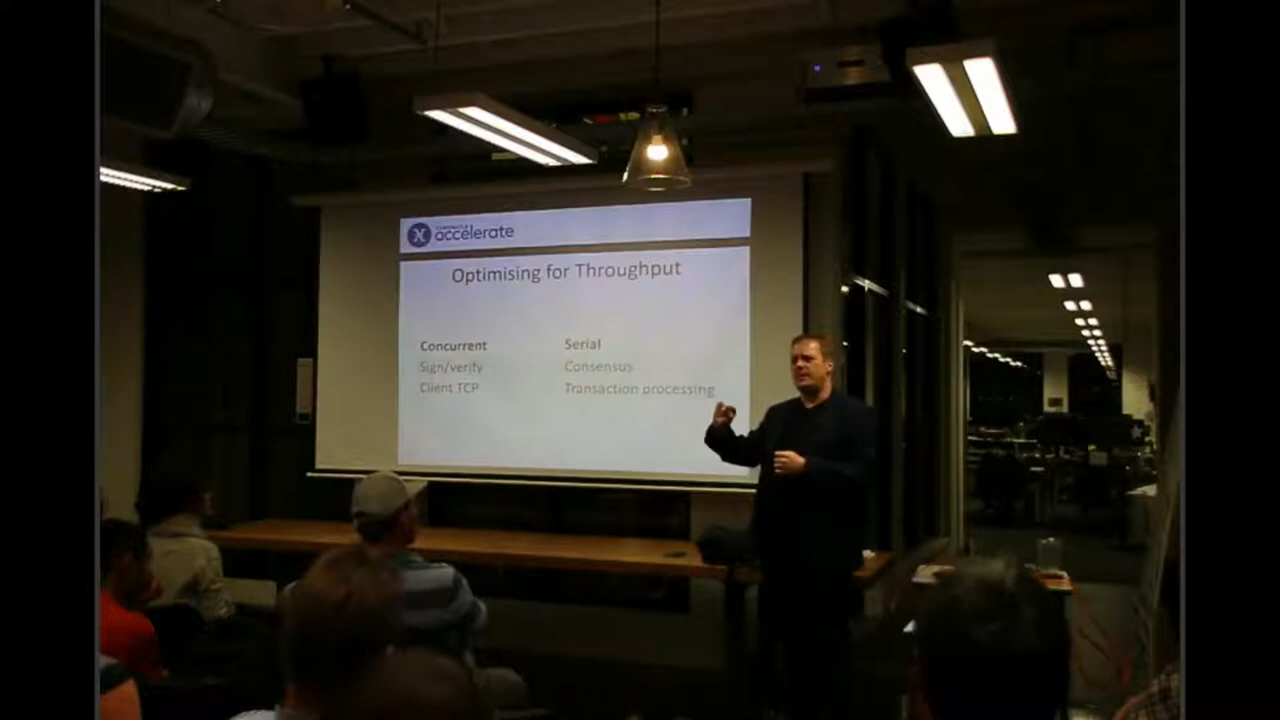 accelerate
Optimising for Throughput
Concurrent Serial
Sign/verify Consensus
Client TCP Transaction processing